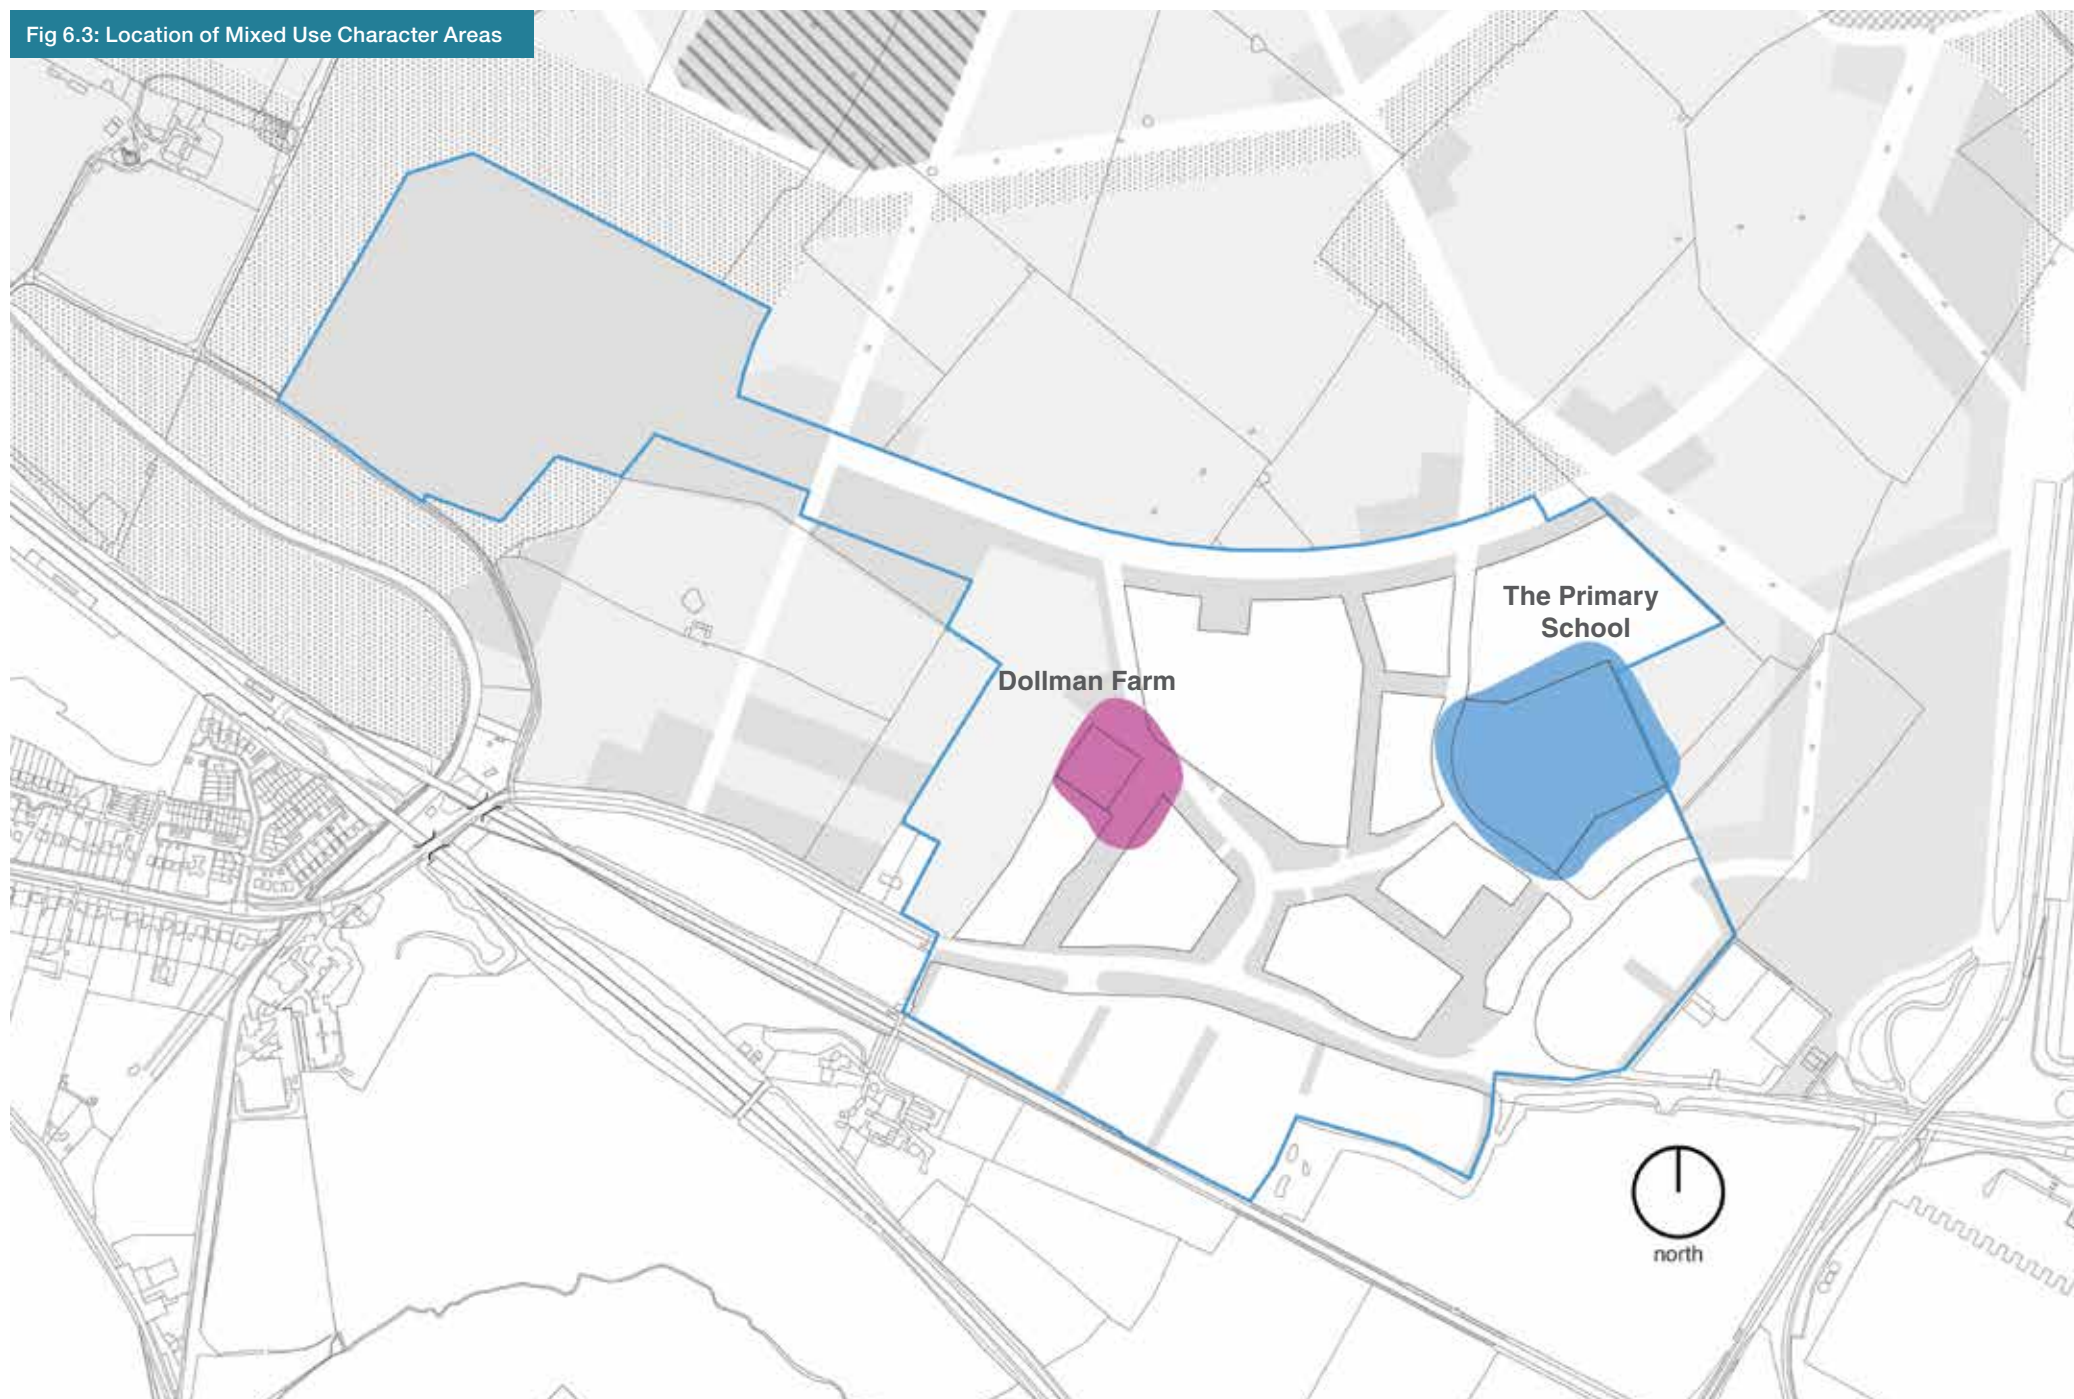 Fig 6.3: Location of Mixed Use Character Areas
The Primary
School
Dollman Farm
north